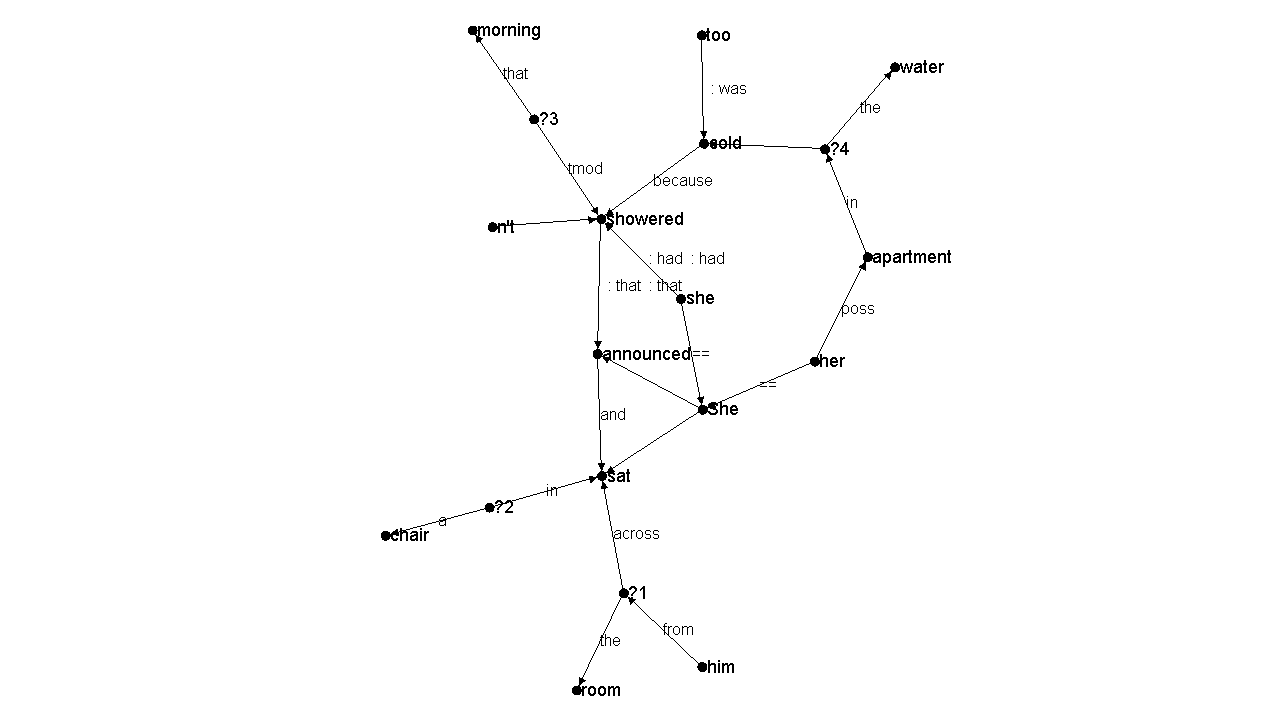 morning
too
water
that
: was
the
?3
cold
?4
tmod
because
in
n't
showered
: had : had
apartment
: that : that
she
poss
announced
==
her
==
She
and
sat
in
?2
a
chair
across
?1
from
the
him
room